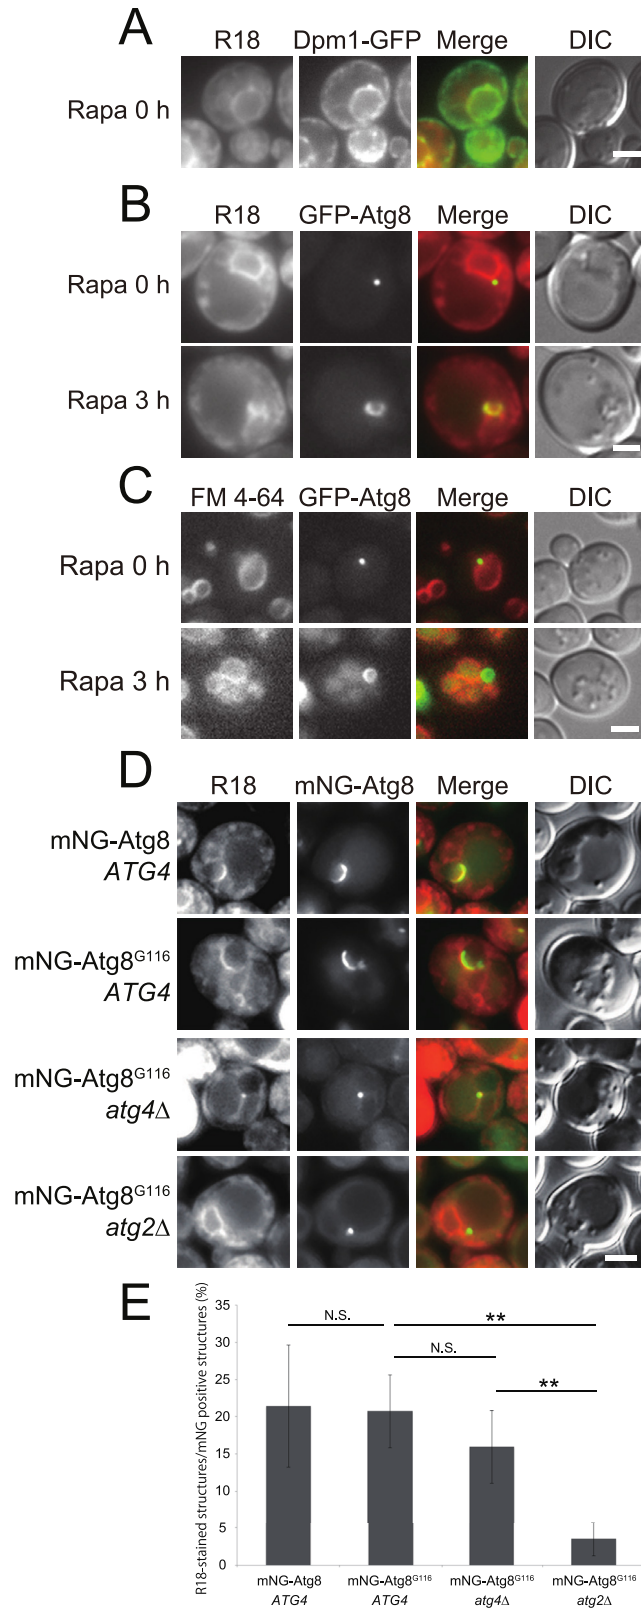 A
R18 Dpm1-GFP Merge DIC
Rapa 0 h
B
R18 GFP-Atg8 Merge DIC
Rapa 0 h
Rapa 3 h
C
FM 4-64 GFP-Atg8 Merge DIC
Rapa 0 h
Rapa 3 h
D
R18 mNG-Atg8 Merge DIC
mNG-Atg8
ATG4
mNG-Atg8G116
ATG4
mNG-Atg8G116
atg4Δ
mNG-Atg8G116
atg2Δ
E
R18-stained structures/mNG positive structures (%)
35
30
25
20
15
10
5
0
N.S.
**
N.S.
**
mNG-Atg8 mNG-Atg8G116 mNG-Atg8G116 mNG-Atg8G116
ATG4 ATG4 atg4Δ atg2Δ